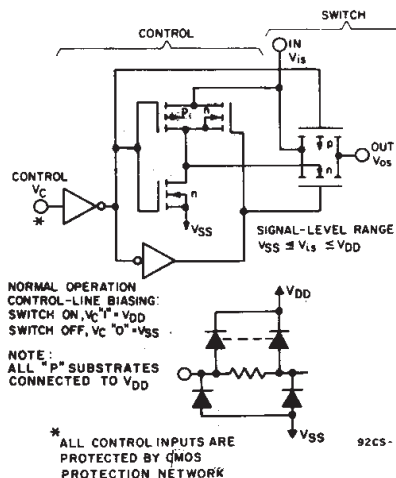 SWITCH
CONTROL
IN
Vis
p
n
p
n
OUT
Vos
CONTROL
VC
*
n
VSS
SIGNAL-LEVEL RANGE
VSS ≤ Vis ≤ VDD
NORMAL OPERATION
CONTROL-LINE BIASING:
SWITCH ON, VC "1" = VDD
SWITCH OFF, VC "0" = VSS
NOTE:
ALL "P" SUBSTRATES
CONNECTED TO VDD
VDD
VSS
* ALL CONTROL INPUTS ARE
PROTECTED BY CMOS
PROTECTION NETWORK
92CS-